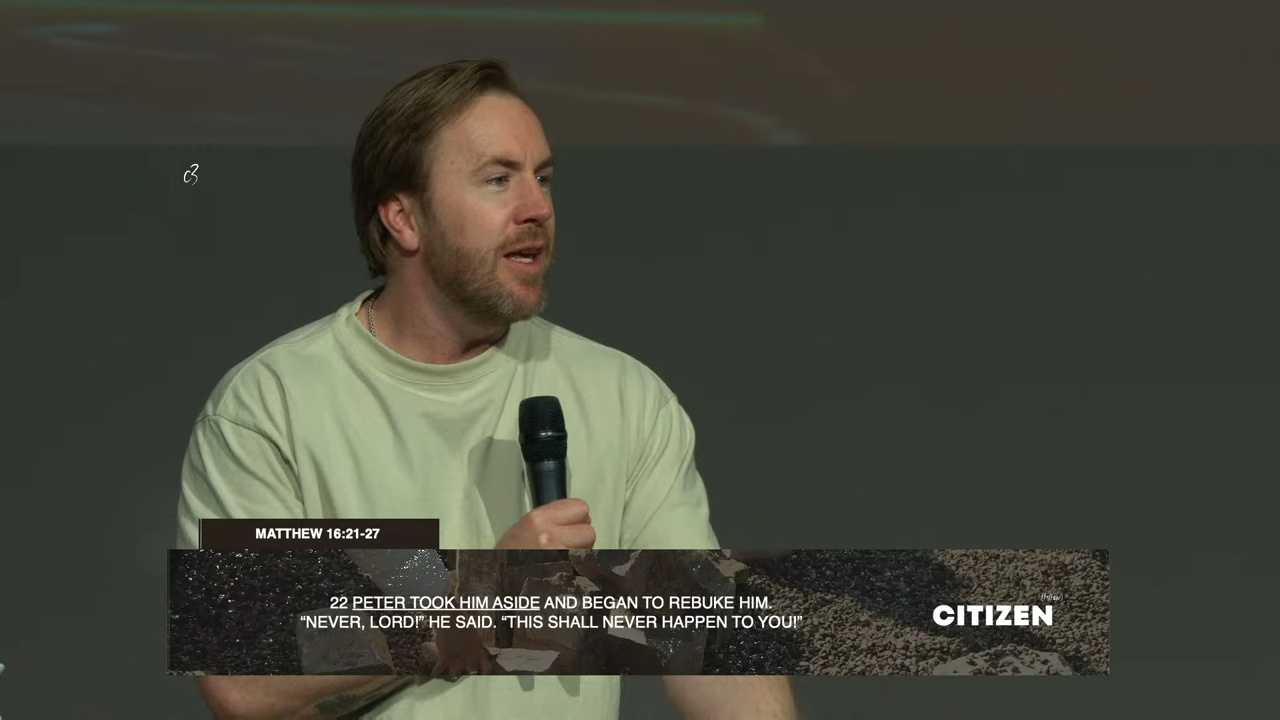 c3
MATTHEW 16:21-27
22 PETER TOOK HIM ASIDE AND BEGAN TO REBUKE HIM.
“NEVER, LORD!” HE SAID. “THIS SHALL NEVER HAPPEN TO YOU!”
CITIZEN